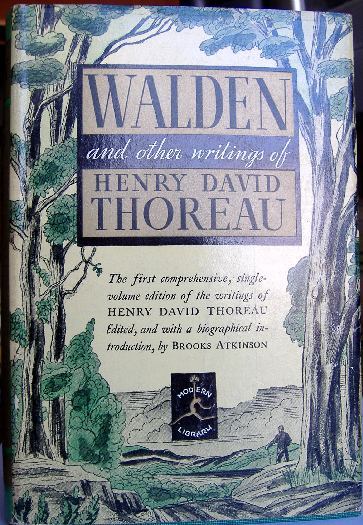 WALDEN
and other writings of
HENRY DAVID
THOREAU
The first comprehensive, single-
volume edition of the writings of
HENRY DAVID THOREAU
Edited, and with a biographical in-
troduction, by BROOKS ATKINSON
MODERN
LIBRARY